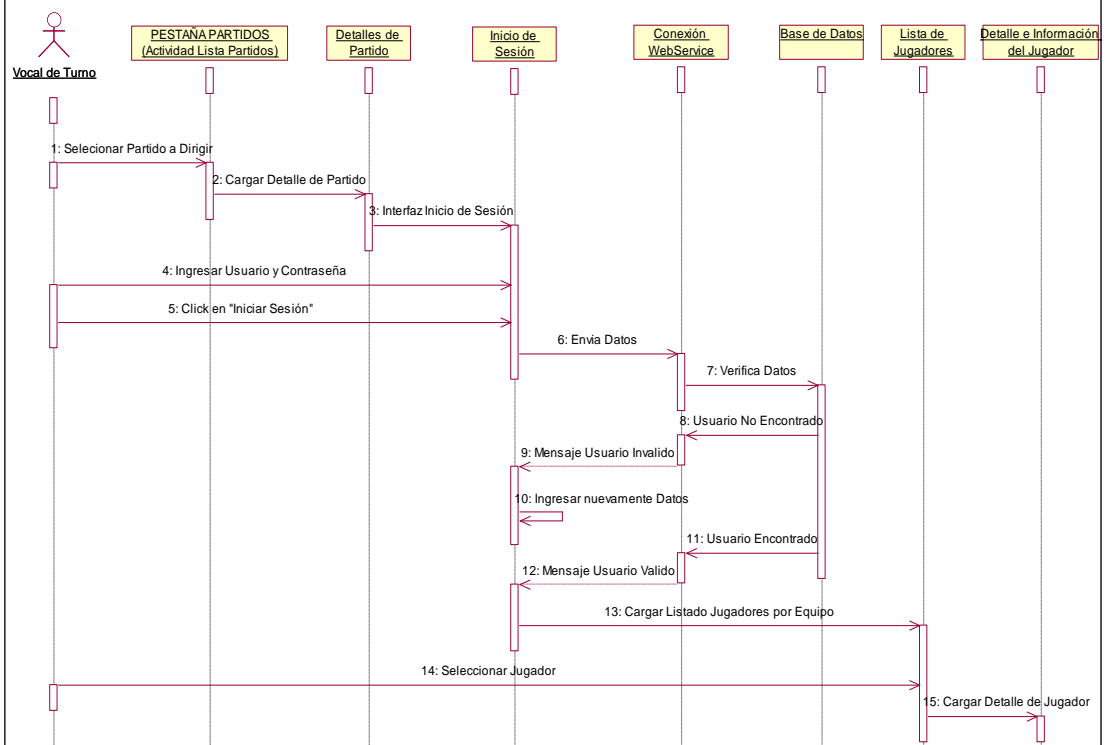 Vocal de Turno
PESTAÑA PARTIDOS
(Actividad Lista Partidos)
Detalles de
Partido
Inicio de
Sesión
Conexión
WebService
Base de Datos
Lista de
Jugadores
Detalle e Información
del Jugador
1: Selecionar Partido a Dirigir
2: Cargar Detalle de Partido
3: Interfaz Inicio de Sesión
4: Ingresar Usuario y Contraseña
5: Click en "Iniciar Sesión"
6: Envia Datos
7: Verifica Datos
8: Usuario No Encontrado
9: Mensaje Usuario Invalido
10: Ingresar nuevamente Datos
11: Usuario Encontrado
12: Mensaje Usuario Valido
13: Cargar Listado Jugadores por Equipo
14: Seleccionar Jugador
15: Cargar Detalle de Jugador